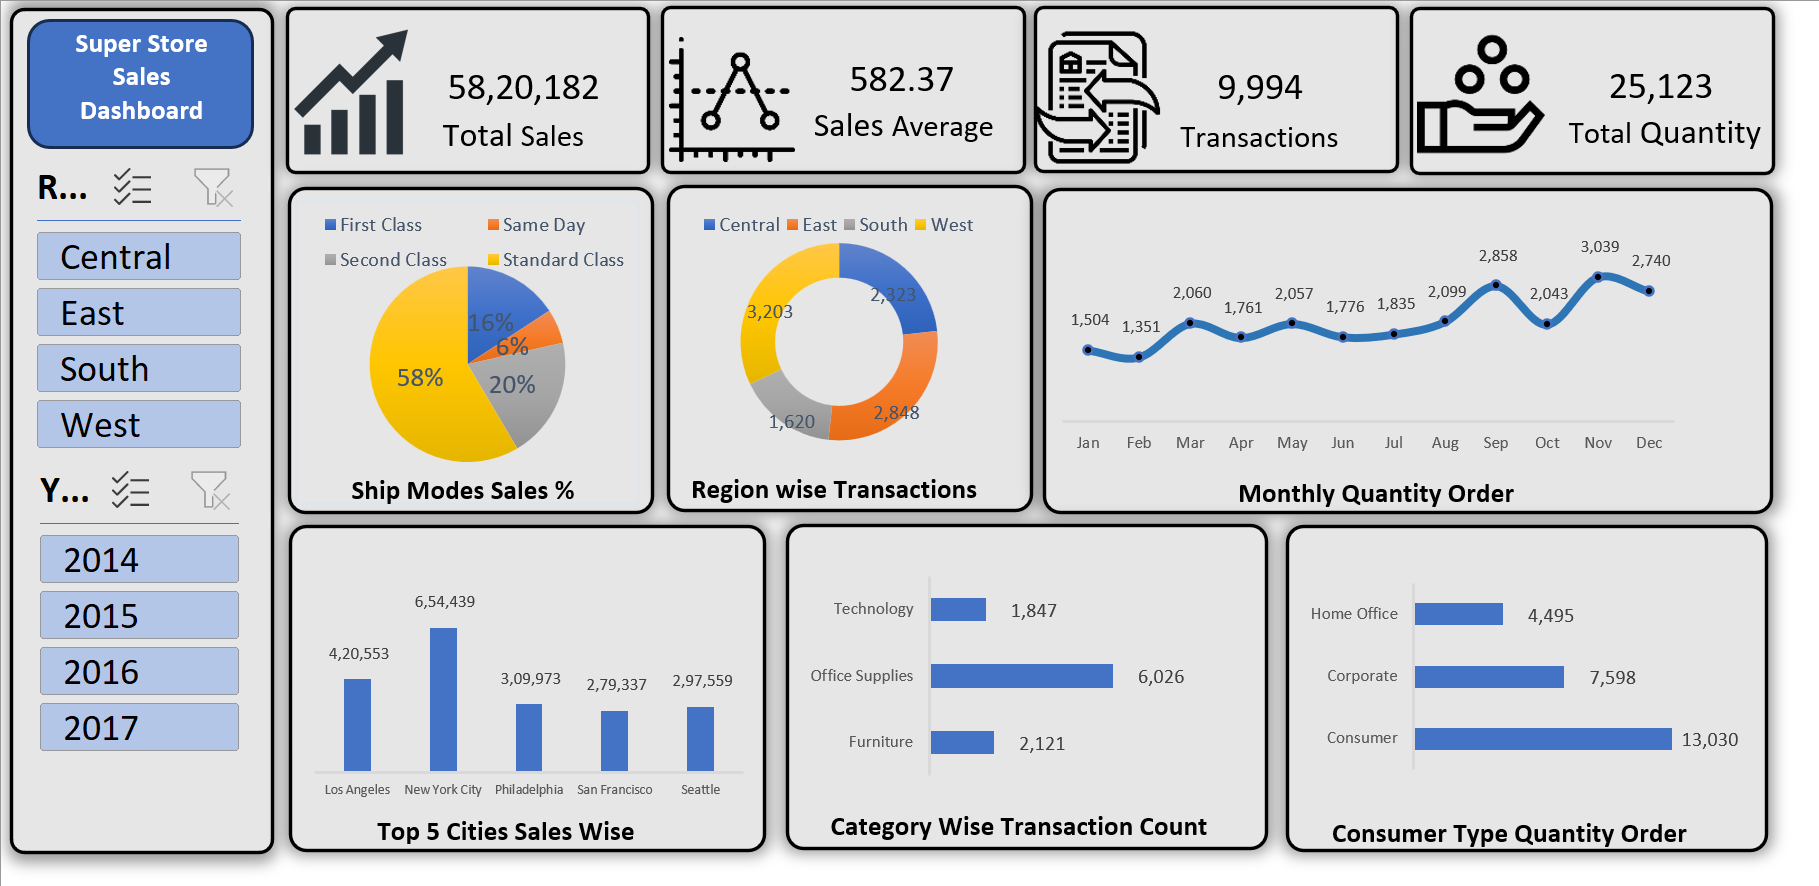 Super Store
Sales
Dashboard
R...
Central
East
South
West
Y...
2014
2015
2016
2017
58,20,182
Total Sales
582.37
Sales Average
9,994
Transactions
25,123
Total Quantity
First Class
Same Day
Second Class
Standard Class
16%
6%
20%
58%
Ship Modes Sales %
Central East South West
2,323
3,203
2,848
1,620
Region wise Transactions
1,504
1,351
2,060
1,761
2,057
1,776
1,835
2,099
2,858
2,043
3,039
2,740
Jan Feb Mar Apr May Jun Jul Aug Sep Oct Nov Dec
Monthly Quantity Order
4,20,553
6,54,439
3,09,973
2,79,337
2,97,559
Los Angeles New York City Philadelphia San Francisco Seattle
Top 5 Cities Sales Wise
Technology 1,847
Office Supplies 6,026
Furniture 2,121
Category Wise Transaction Count
Home Office 4,495
Corporate 7,598
Consumer 13,030
Consumer Type Quantity Order